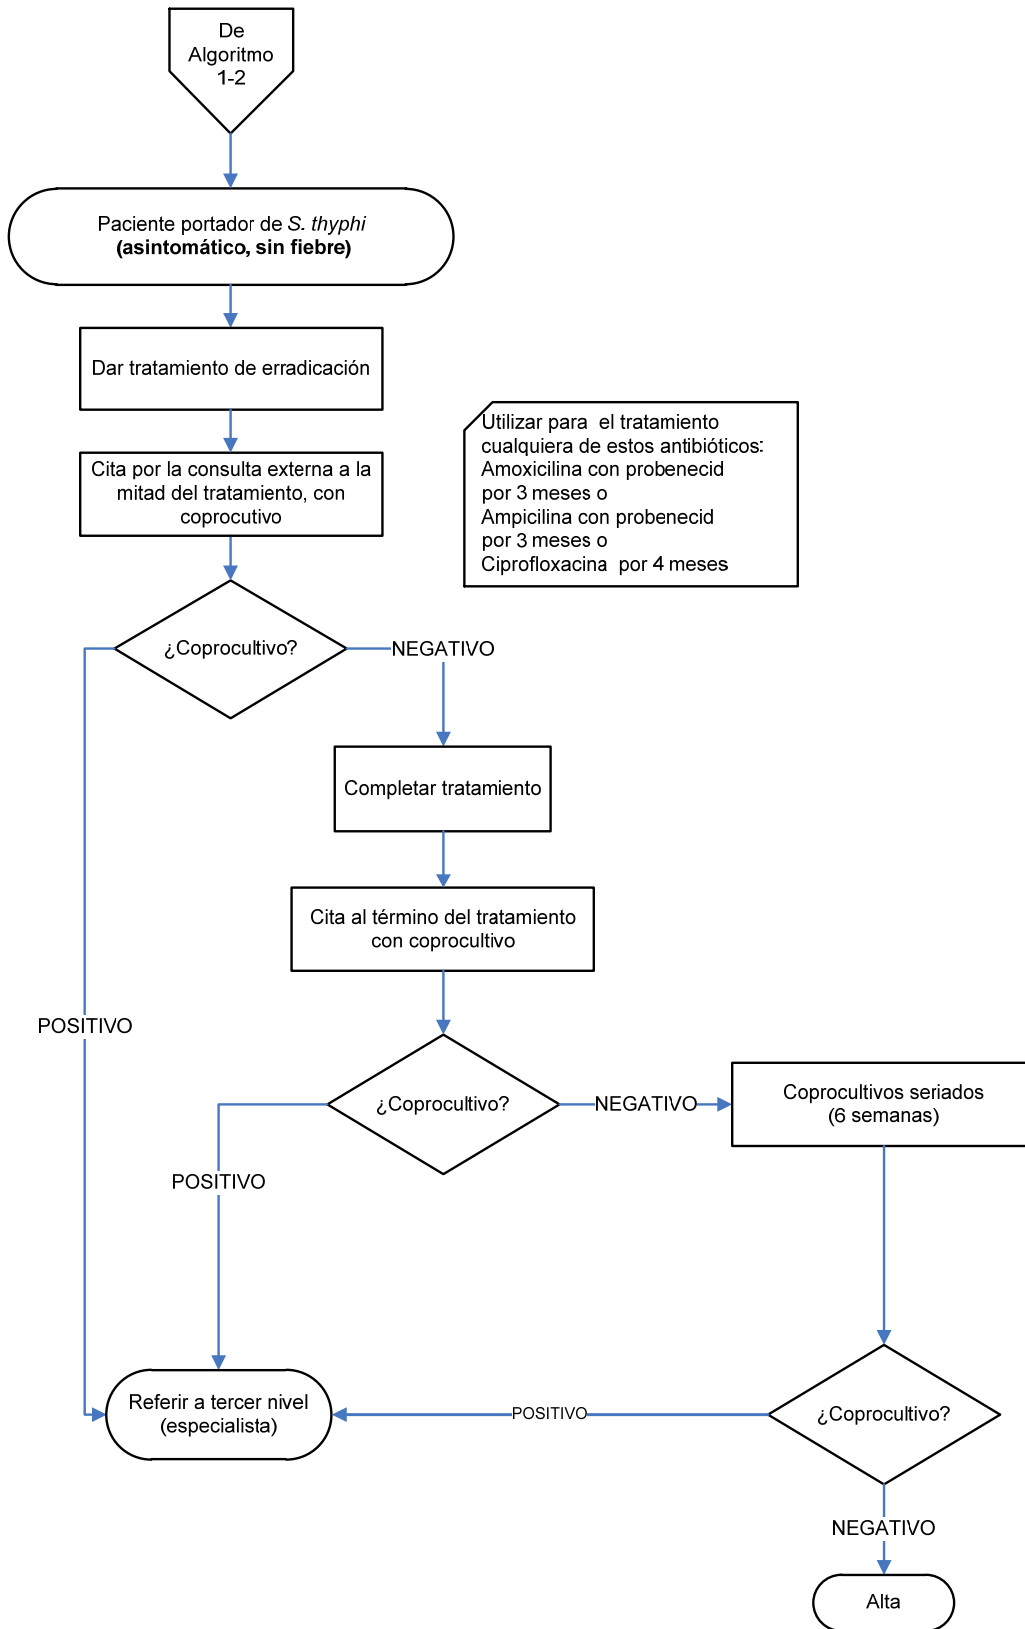 De
Algoritmo
1-2
Paciente portador de S. thyphi
(asintomático, sin fiebre)
Dar tratamiento de erradicación
Utilizar para el tratamiento
cualquiera de estos antibióticos:
Amoxicilina con probenecid
por 3 meses o
Ampicilina con probenecid
por 3 meses o
Ciprofloxacina por 4 meses
Cita por la consulta externa a la
mitad del tratamiento, con
coprocutivo
¿Coprocultivo?
NEGATIVO
Completar tratamiento
Cita al término del tratamiento
con coprocultivo
POSITIVO
¿Coprocultivo?
NEGATIVO
Coprocultivos seriados
(6 semanas)
POSITIVO
Referir a tercer nivel
(especialista)
POSITIVO
¿Coprocultivo?
NEGATIVO
Alta